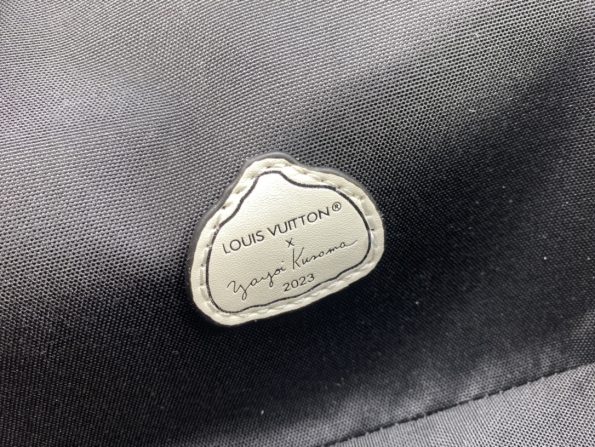 LOUIS VUITTON®
x
Yayoi Kusama
2023